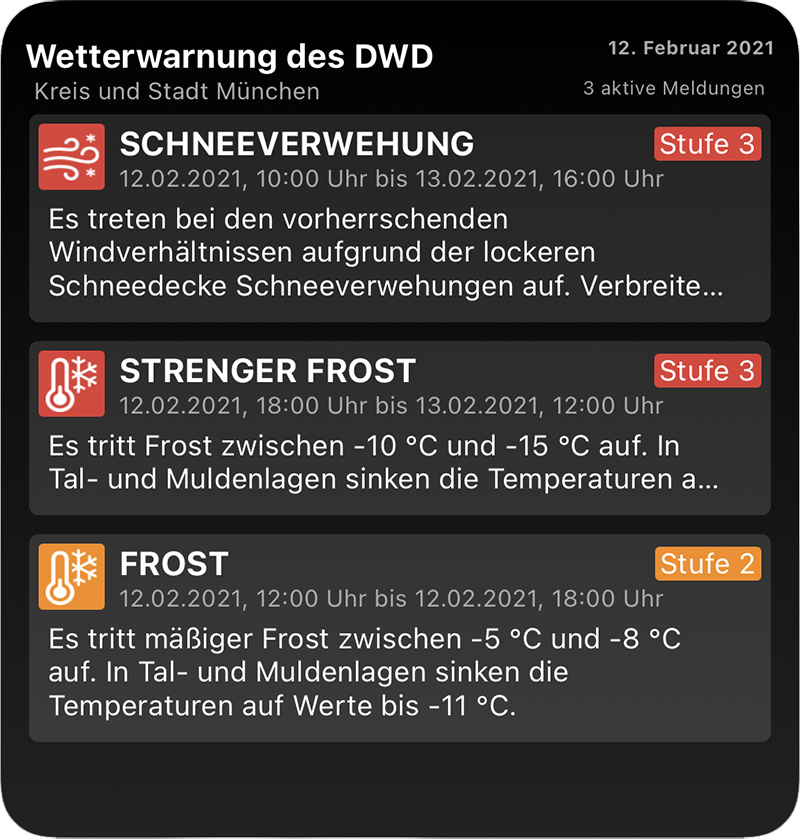 Wetterwarnung des DWD
12. Februar 2021
Kreis und Stadt München
3 aktive Meldungen
SCHNEEVERWEHUNG
Stufe 3
12.02.2021, 10:00 Uhr bis 13.02.2021, 16:00 Uhr
Es treten bei den vorherrschenden
Windverhältnissen aufgrund der lockeren
Schneedecke Schneeverwehungen auf. Verbreite...
STRENGER FROST
Stufe 3
12.02.2021, 18:00 Uhr bis 13.02.2021, 12:00 Uhr
Es tritt Frost zwischen -10 °C und -15 °C auf. In
Tal- und Muldenlagen sinken die Temperaturen a...
FROST
Stufe 2
12.02.2021, 12:00 Uhr bis 12.02.2021, 18:00 Uhr
Es tritt mäßiger Frost zwischen -5 °C und -8 °C
auf. In Tal- und Muldenlagen sinken die
Temperaturen auf Werte bis -11 °C.